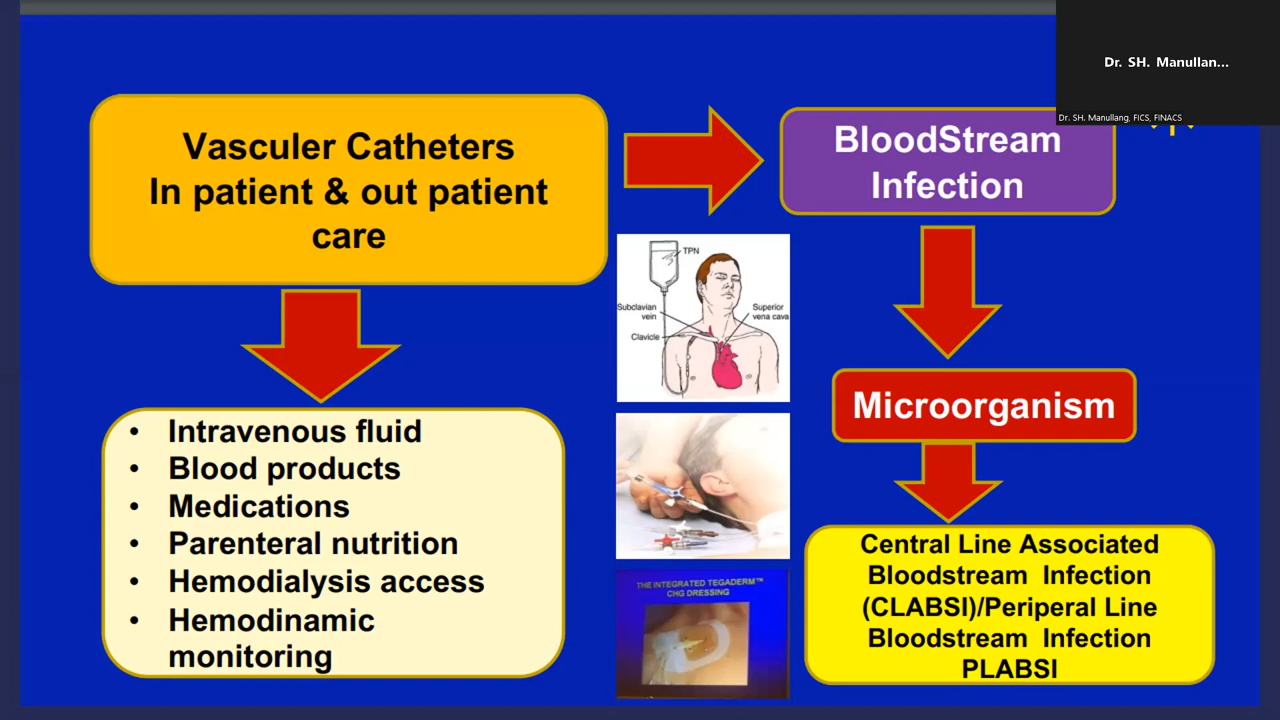 Dr. SH. Manullan...
Dr. SH. Manullang, FICS, FINACS
Vasculer Catheters
In patient & out patient
care
BloodStream
Infection
TPN
Subclavian
vein
Superior
vena cava
Clavicle
Microorganism
• Intravenous fluid
• Blood products
• Medications
• Parenteral nutrition
• Hemodialysis access
• Hemodinamic
monitoring
THE INTEGRATED TEGADERM™
CHG DRESSING
Central Line Associated
Bloodstream Infection
(CLABSI)/Periperal Line
Bloodstream Infection
PLABSI